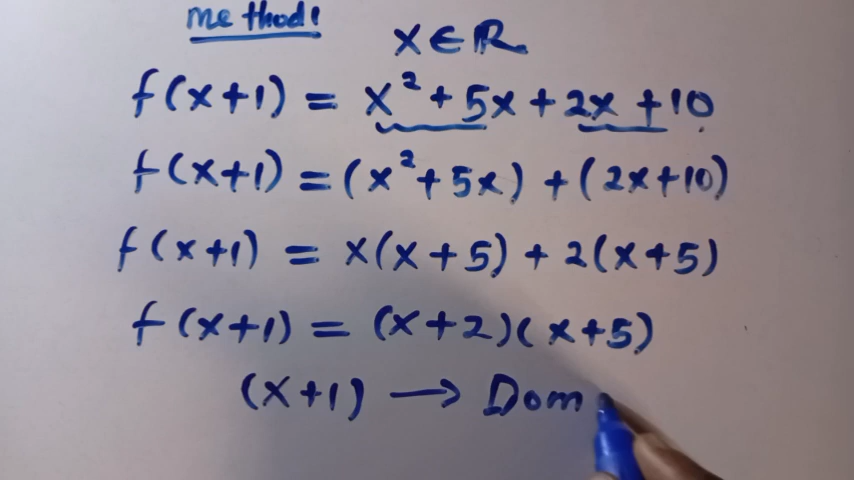 method 1
x∈ℝ
f(x+1) = x²+5x+2x+10
f(x+1) = (x²+5x)+(2x+10)
f(x+1) = x(x+5)+2(x+5)
f(x+1) = (x+2)(x+5)
(x+1) → Dom